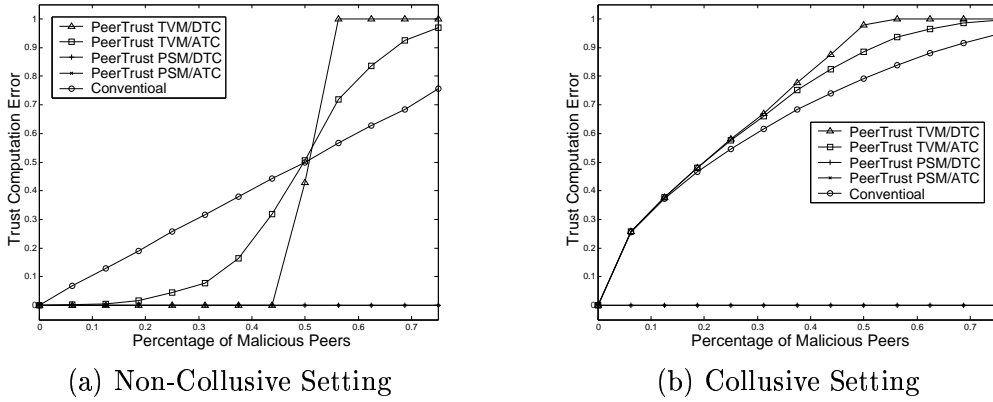 1
0.9
0.8
0.7
0.6
0.5
0.4
0.3
0.2
0.1
0
Trust Computation Error
PeerTrust TVM/DTC
PeerTrust TVM/ATC
PeerTrust PSM/DTC
PeerTrust PSM/ATC
Conventioal
0 0.1 0.2 0.3 0.4 0.5 0.6 0.7
Percentage of Malicious Peers
(a) Non-Collusive Setting
1
0.9
0.8
0.7
0.6
0.5
0.4
0.3
0.2
0.1
0
Trust Computation Error
PeerTrust TVM/DTC
PeerTrust TVM/ATC
PeerTrust PSM/DTC
PeerTrust PSM/ATC
Conventioal
0 0.1 0.2 0.3 0.4 0.5 0.6 0.7
Percentage of Malicious Peers
(b) Collusive Setting